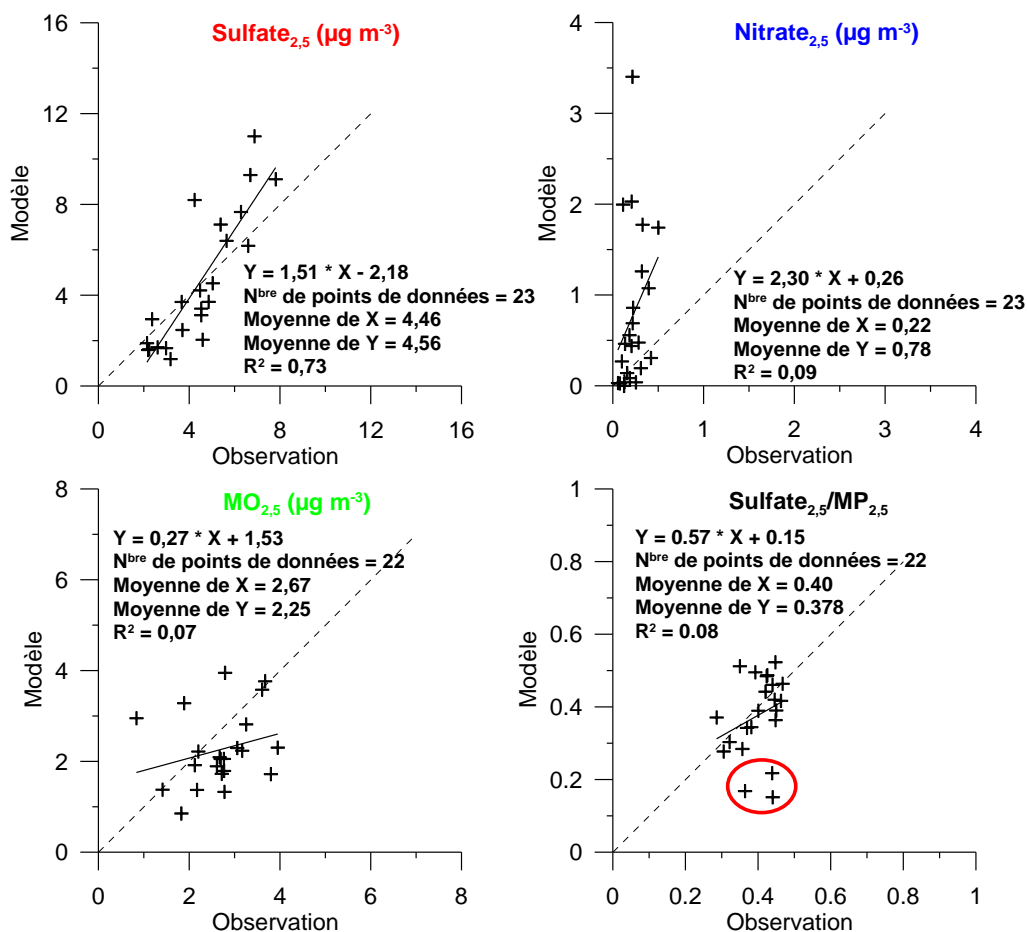 Sulfate2,5 (µg m-3)
16
12
8
4
0
Modèle
Y = 1,51 * X - 2,18
Nbre de points de données = 23
Moyenne de X = 4,46
Moyenne de Y = 4,56
R2 = 0,73
0 4 8 12 16
Observation
Nitrate2,5 (µg m-3)
4
3
2
1
0
Modèle
Y = 2,30 * X + 0,26
Nbre de points de données = 23
Moyenne de X = 0,22
Moyenne de Y = 0,78
R2 = 0,09
0 1 2 3 4
Observation
MO2,5 (µg m-3)
8
6
4
2
0
Modèle
Y = 0,27 * X + 1,53
Nbre de points de données = 22
Moyenne de X = 2,67
Moyenne de Y = 2,25
R2 = 0,07
0 2 4 6 8
Observation
Sulfate2,5/MP2,5
1
0.8
0.6
0.4
0.2
0
Modèle
Y = 0.57 * X + 0.15
Nbre de points de données = 22
Moyenne de X = 0.40
Moyenne de Y = 0.378
R2 = 0.08
0 0.2 0.4 0.6 0.8 1
Observation